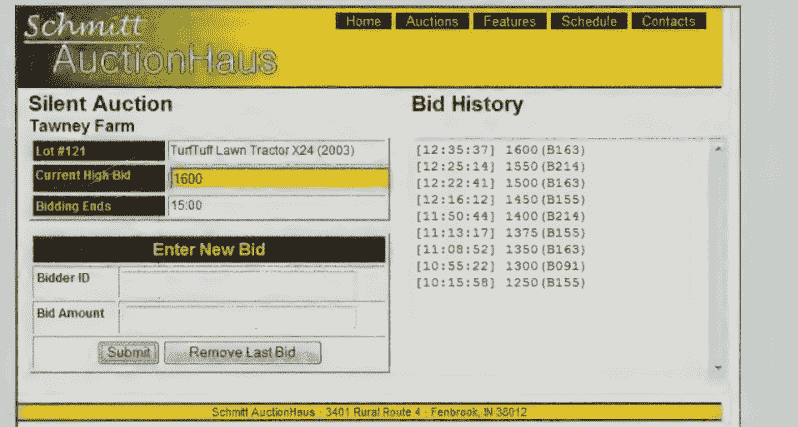 Schmitt
AuctionHaus
Home Auctions Features Schedule Contacts
Silent Auction
Tawney Farm
Lot #121 TurfTuff Lawn Tractor X24 (2003)
Current High Bid 1600
Bidding Ends 15:00
Enter New Bid
Bidder ID
Bid Amount
Submit Remove Last Bid
Bid History
[12:35:37] 1600(B163)
[12:25:14] 1550(B214)
[12:22:41] 1500(B163)
[12:16:12] 1450(B155)
[11:50:44] 1400(B214)
[11:13:17] 1375(B155)
[11:08:52] 1350(B163)
[10:55:22] 1300(B091)
[10:15:58] 1250(B155)
Schmitt AuctionHaus - 3401 Rural Route 4 - Fenbrook, IN 38012